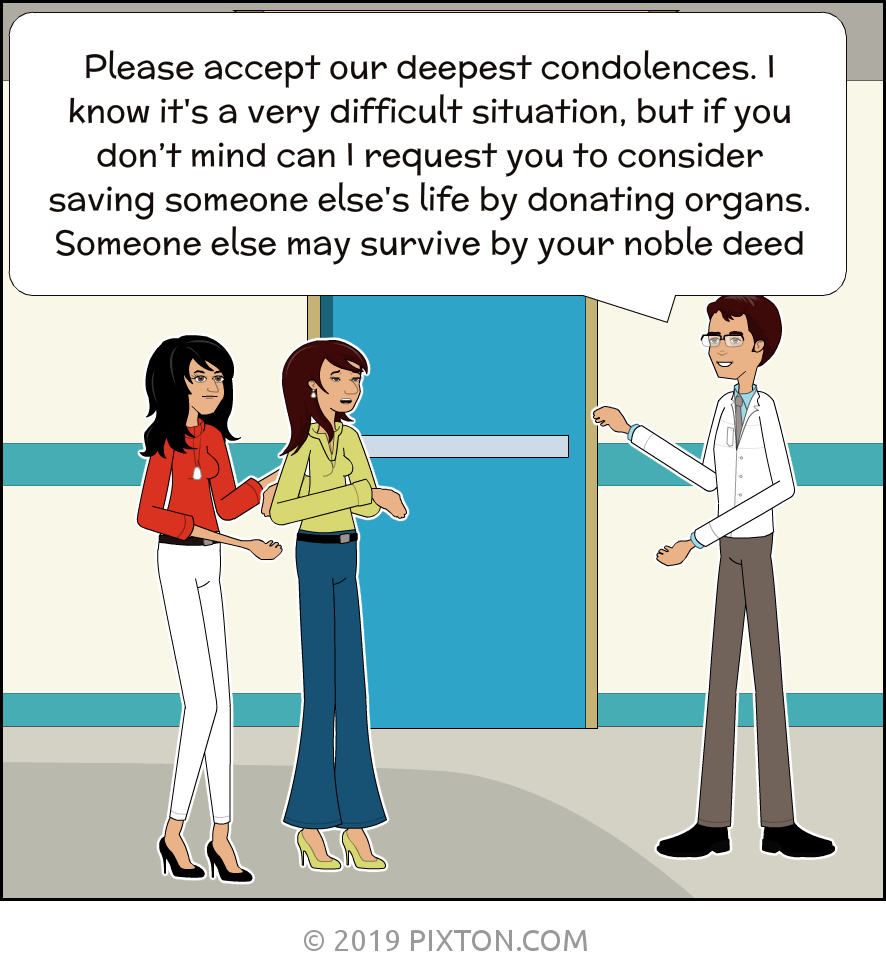 Please accept our deepest condolences. I
know it's a very difficult situation, but if you
don’t mind can I request you to consider
saving someone else's life by donating organs.
Someone else may survive by your noble deed
© 2019 PIXTON.COM